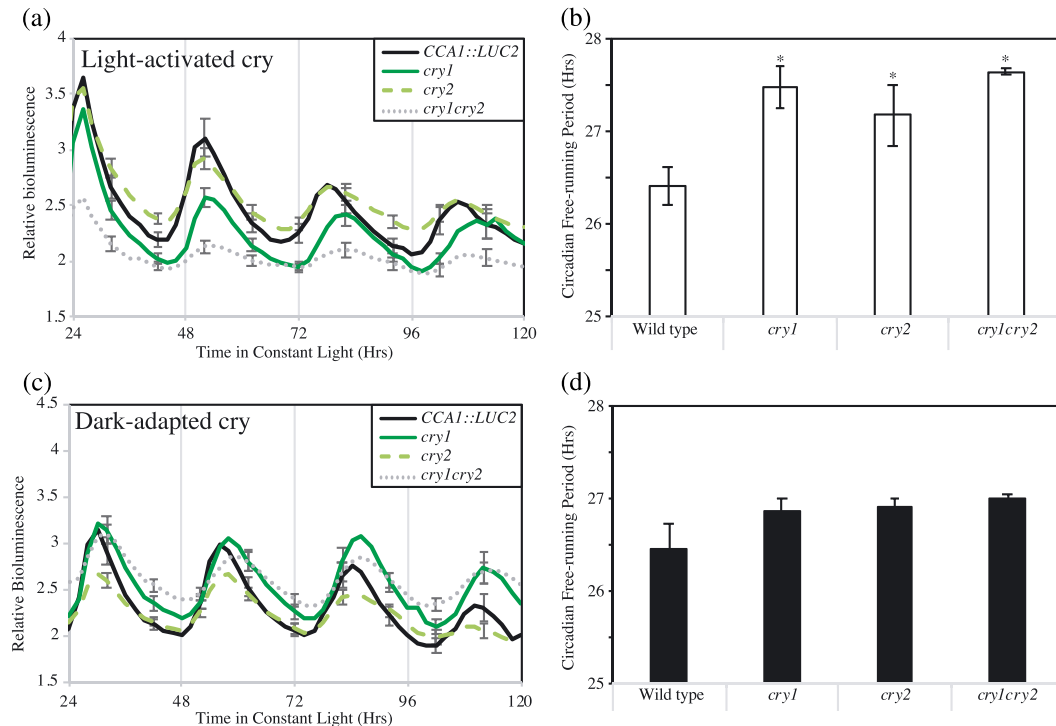 (a)
4
3.5
3
2.5
2
1.5
Relative bioluminescence
Light-activated cry
CCA1::LUC2
cry1
cry2
cry1cry2
24
48
72
96
120
Time in Constant Light (Hrs)
(b)
28
27
26
25
Circadian Free-running Period (Hrs)
*
*
*
Wild type
cry1
cry2
cry1cry2
(c)
4.5
4
3.5
3
2.5
2
1.5
Relative Bioluminescence
Dark-adapted cry
CCA1::LUC2
cry1
cry2
cry1cry2
24
48
72
96
120
Time in Constant Light (Hrs)
(d)
28
27
26
25
Circadian Free-running Period (Hrs)
Wild type
cry1
cry2
cry1cry2